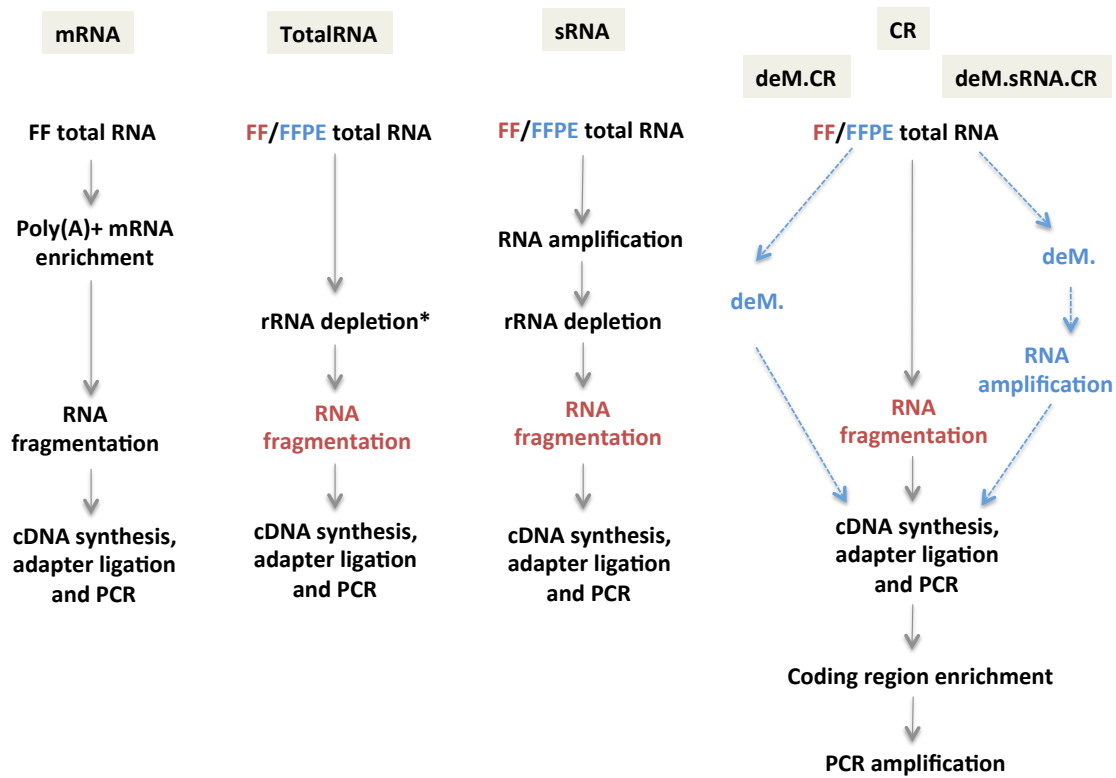 mRNA
FF total RNA
Poly(A)+ mRNA
enrichment
RNA
fragmentation
cDNA synthesis,
adapter ligation
and PCR
TotalRNA
FF/FFPE total RNA
rRNA depletion*
RNA
fragmentation
cDNA synthesis,
adapter ligation
and PCR
sRNA
FF/FFPE total RNA
RNA amplification
rRNA depletion
RNA
fragmentation
cDNA synthesis,
adapter ligation
and PCR
CR
deM.CR
deM.sRNA.CR
FF/FFPE total RNA
deM.
deM.
RNA
amplification
RNA
fragmentation
cDNA synthesis,
adapter ligation
and PCR
Coding region enrichment
PCR amplification